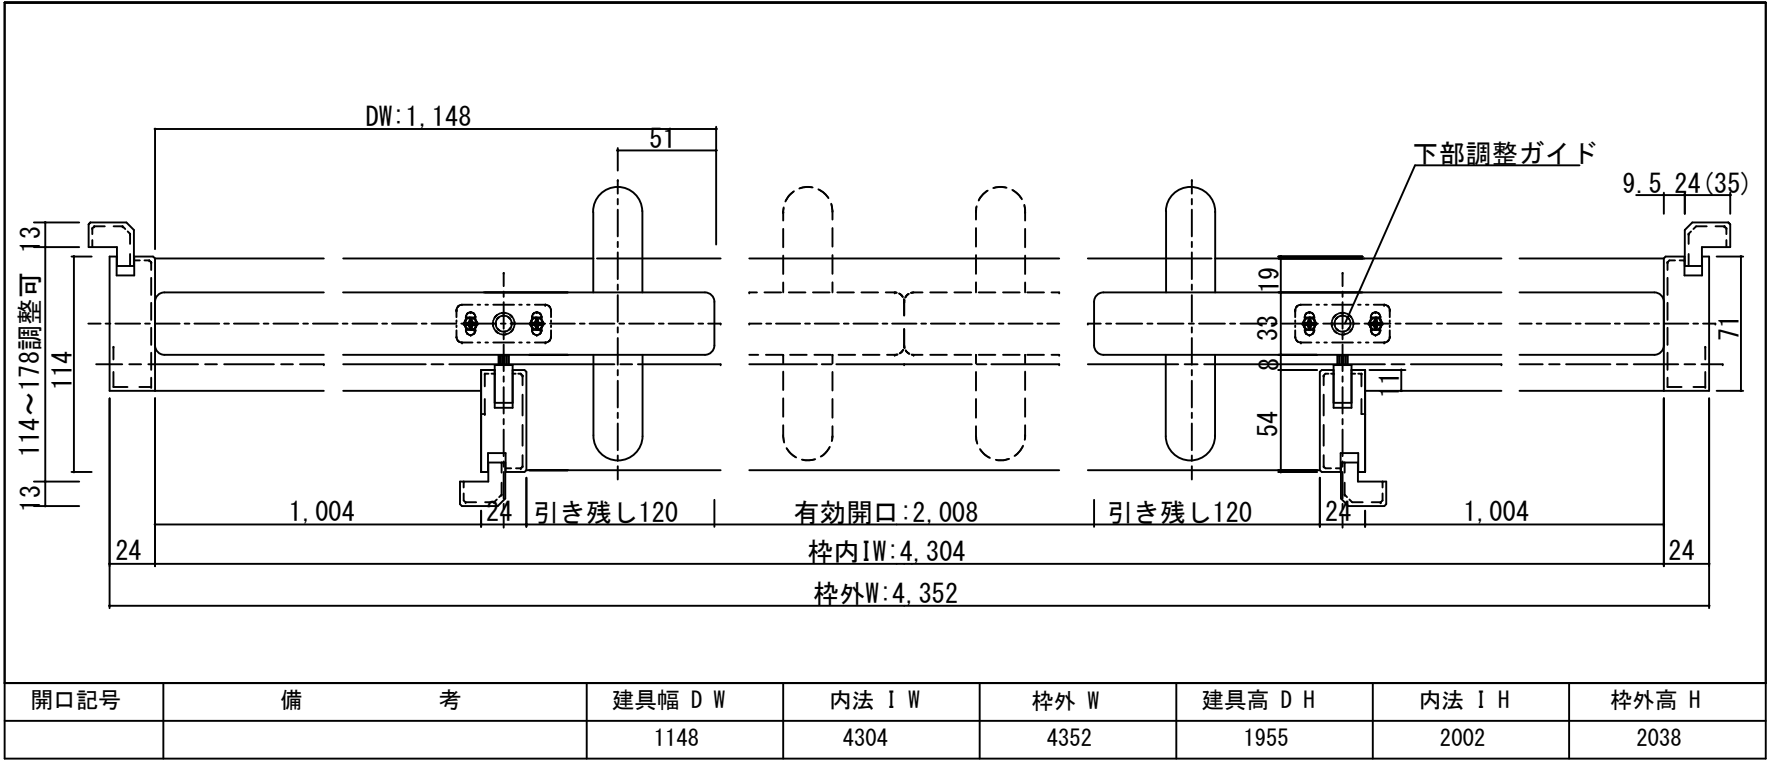 DW:1,148
51
下部調整ガイド
9.5 24(35)
13
114～178調整可
114
13
19
33
8
54
1
71
1,004
24
引き残し120
有効開口:2,008
引き残し120
24
1,004
24
枠内IW:4,304
24
枠外W:4,352
開口記号 備 考 建具幅 D W 内法 I W 枠外 W 建具高 D H 内法 I H 枠外高 H
1148 4304 4352 1955 2002 2038